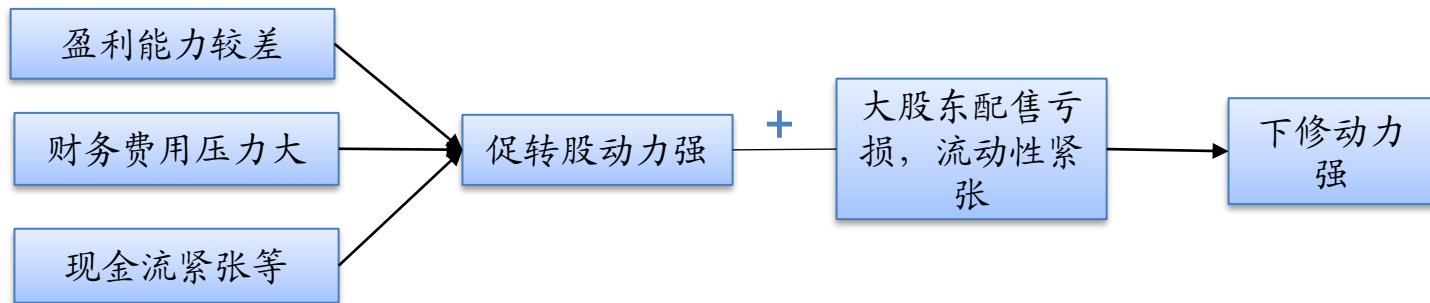 盈利能力较差
财务费用压力大
现金流紧张等
促转股动力强
+
大股东配售亏
损，流动性紧
张
下修动力
强